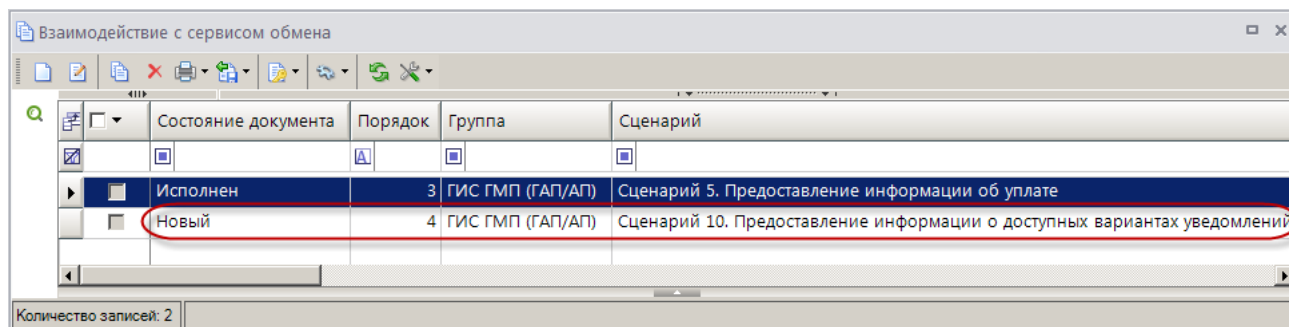 Взаимодействие с сервисом обмена
Состояние документа Порядок Группа Сценарий
A
Исполнен 3 ГИС ГМП (ГАП/АП) Сценарий 5. Предоставление информации об уплате
Новый 4 ГИС ГМП (ГАП/АП) Сценарий 10. Предоставление информации о доступных вариантах уведомлений
Количество записей: 2